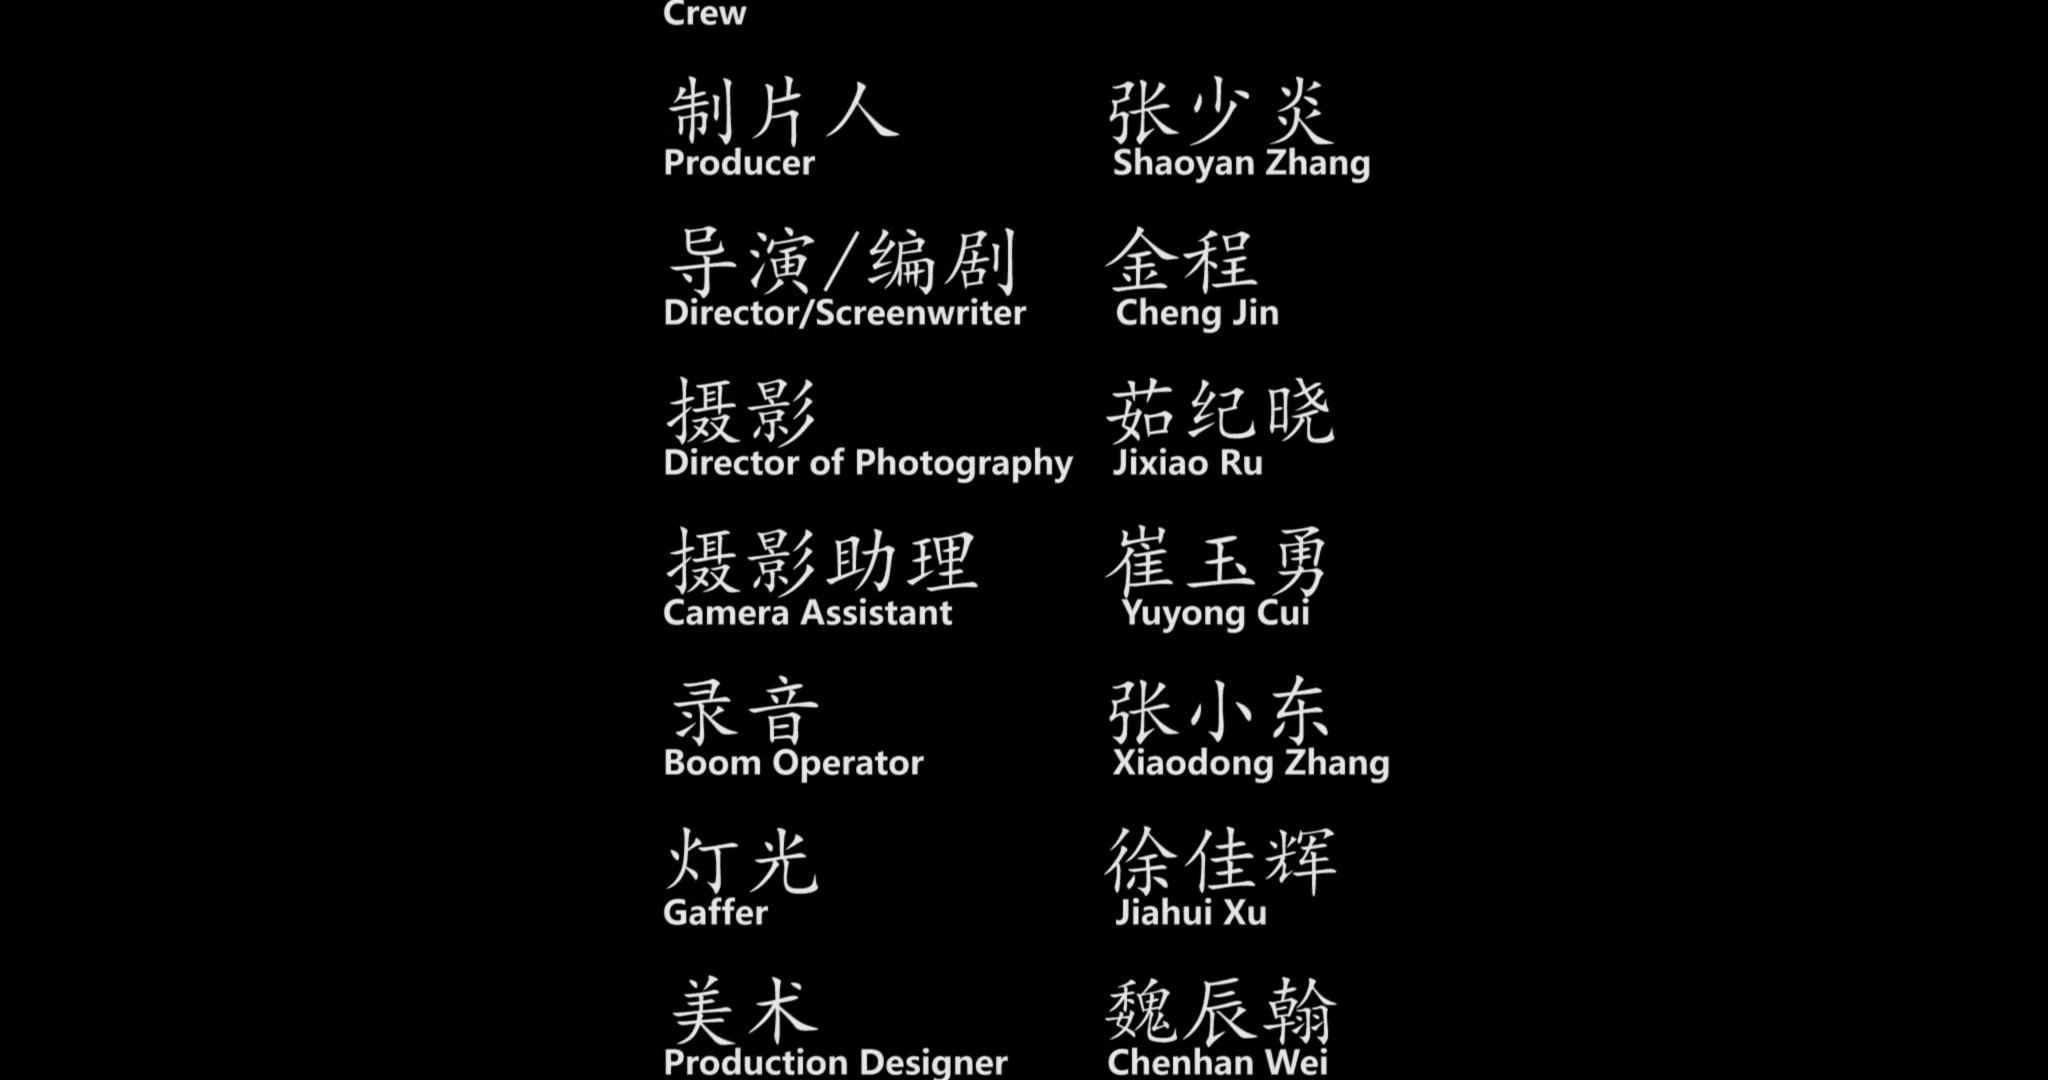 Crew
制片人 张少炎
Producer Shaoyan Zhang
导演/编剧 金程
Director/Screenwriter Cheng Jin
摄影 茹纪晓
Director of Photography Jixiao Ru
摄影助理 崔玉勇
Camera Assistant Yuyong Cui
录音 张小东
Boom Operator Xiaodong Zhang
灯光 徐佳辉
Gaffer Jiahui Xu
美术 魏辰翰
Production Designer Chenhan Wei